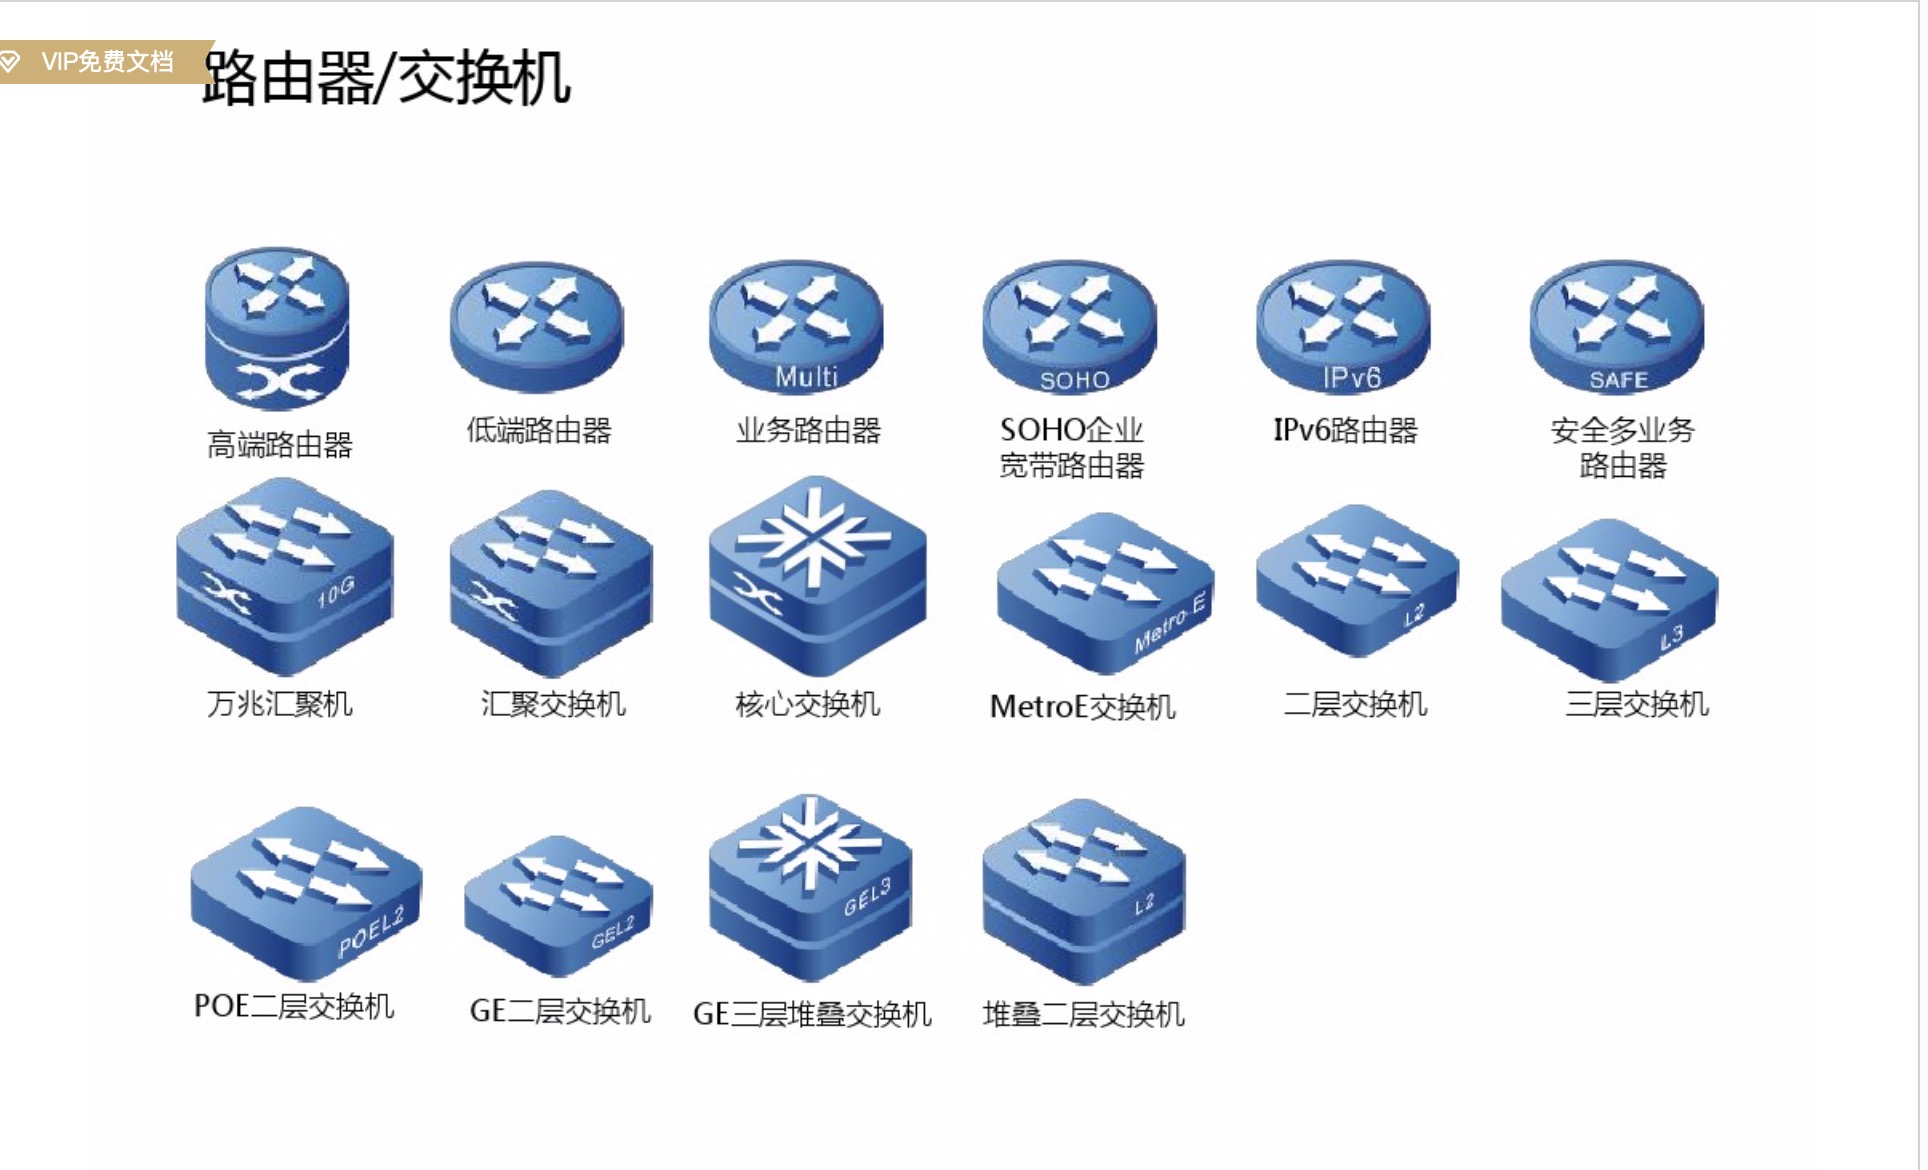 VIP免费文档
路由器/交换机
Multi
SOHO
IPv6
SAFE
高端路由器
低端路由器
业务路由器
SOHO企业
宽带路由器
IPv6路由器
安全多业务
路由器
10G
Metro-E
L2
L3
万兆汇聚机
汇聚交换机
核心交换机
MetroE交换机
二层交换机
三层交换机
POEL2
GEL2
GEL3
L2
POE二层交换机
GE二层交换机
GE三层堆叠交换机
堆叠二层交换机